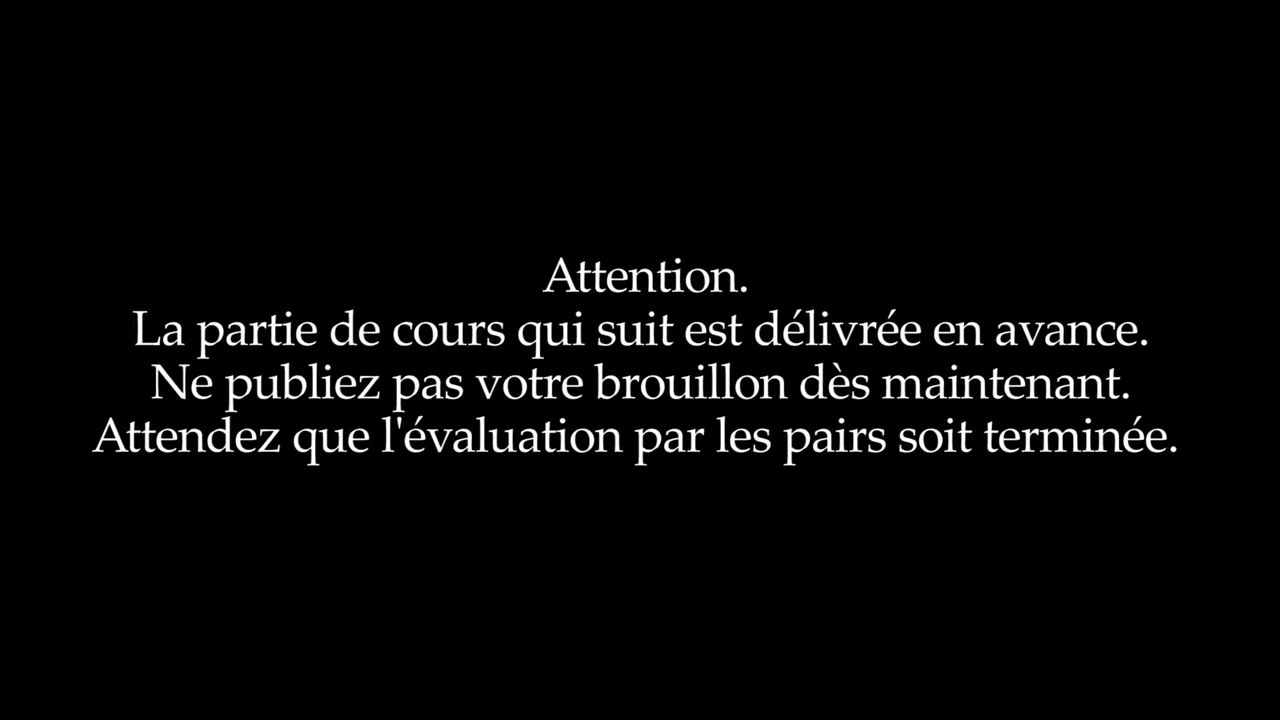 Attention.
La partie de cours qui suit est délivrée en avance.
Ne publiez pas votre brouillon dès maintenant.
Attendez que l'évaluation par les pairs soit terminée.